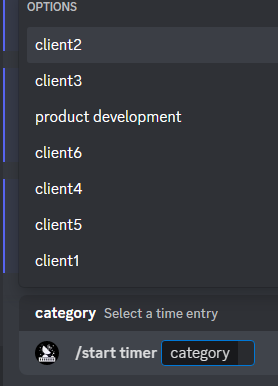 OPTIONS
client2
client3
product development
client6
client4
client5
client1
category Select a time entry
/start timer category